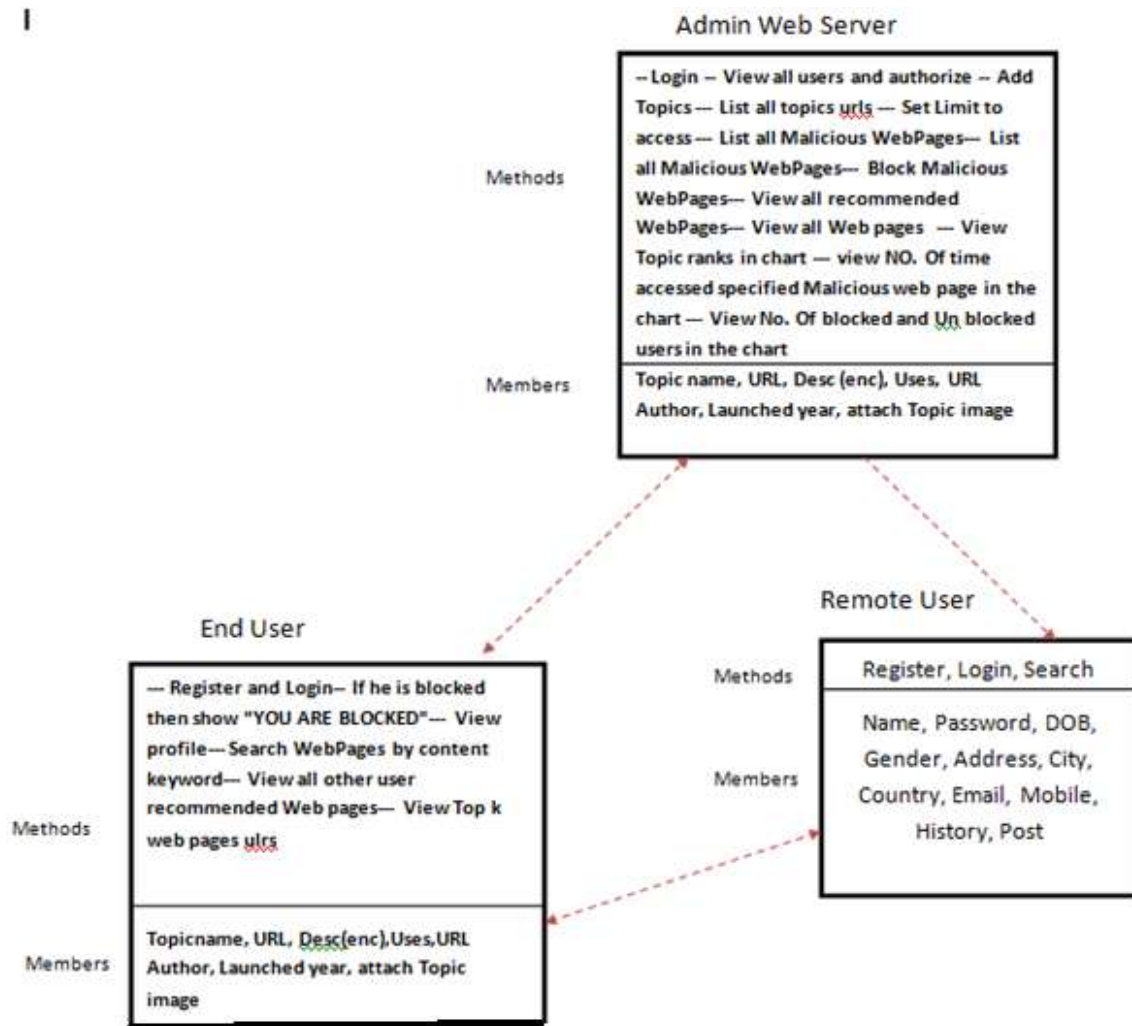 I
Admin Web Server
-- Login -- View all users and authorize -- Add
Topics --- List all topics urls --- Set Limit to
access --- List all Malicious WebPages--- List
all Malicious WebPages--- Block Malicious
WebPages--- View all recommended
WebPages--- View all Web pages --- View
Topic ranks in chart --- view NO. Of time
accessed specified Malicious web page in the
chart --- View No. Of blocked and Un blocked
users in the chart
Methods
Members
Topic name, URL, Desc (enc), Uses, URL
Author, Launched year, attach Topic image
End User
--- Register and Login-- If he is blocked
then show "YOU ARE BLOCKED"--- View
profile--- Search WebPages by content
keyword--- View all other user
recommended Web pages--- View Top k
web pages ulrs
Methods
Members
Topicname, URL, Desc(enc),Uses,URL
Author, Launched year, attach Topic
image
Remote User
Methods
Register, Login, Search
Members
Name, Password, DOB,
Gender, Address, City,
Country, Email, Mobile,
History, Post